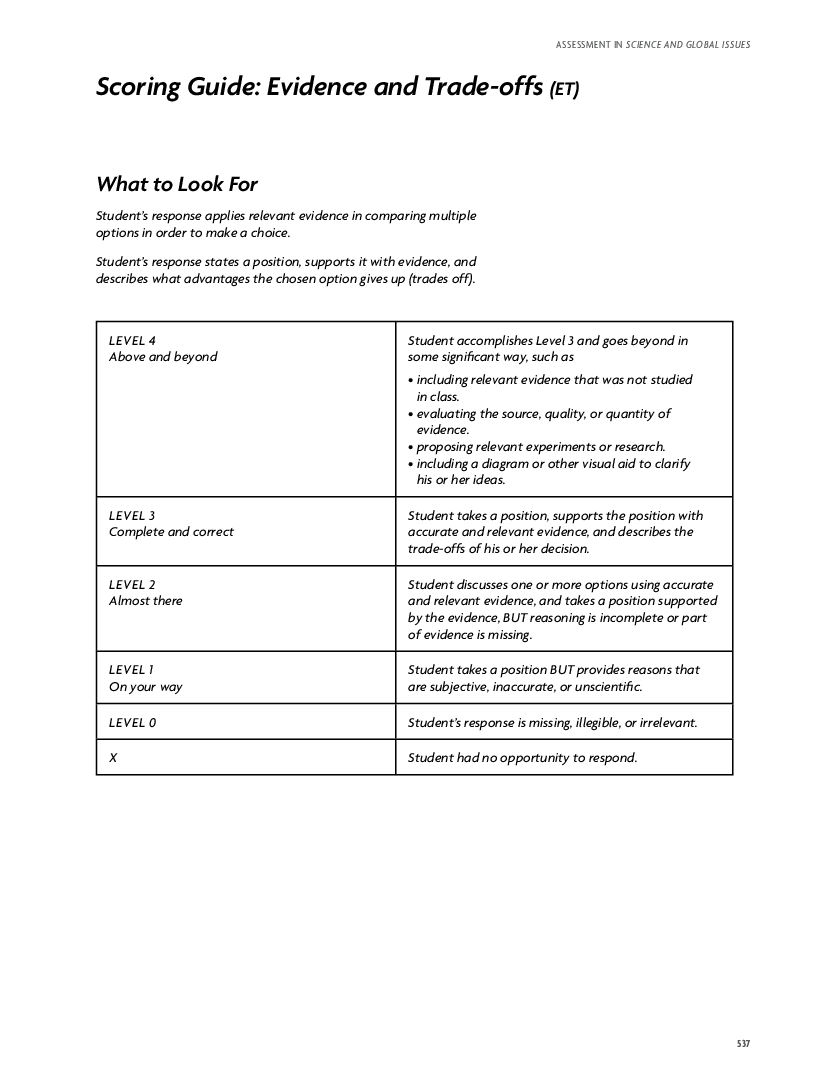 ASSESSMENT IN SCIENCE AND GLOBAL ISSUES
Scoring Guide: Evidence and Trade-offs (ET)
What to Look For
Student's response applies relevant evidence in comparing multiple
options in order to make a choice.
Student's response states a position, supports it with evidence, and
describes what advantages the chosen option gives up (trades off).
LEVEL 4
Above and beyond
Student accomplishes Level 3 and goes beyond in
some significant way, such as
• including relevant evidence that was not studied
in class.
• evaluating the source, quality, or quantity of
evidence.
• proposing relevant experiments or research.
• including a diagram or other visual aid to clarify
his or her ideas.
LEVEL 3
Complete and correct
Student takes a position, supports the position with
accurate and relevant evidence, and describes the
trade-offs of his or her decision.
LEVEL 2
Almost there
Student discusses one or more options using accurate
and relevant evidence, and takes a position supported
by the evidence, BUT reasoning is incomplete or part
of evidence is missing.
LEVEL 1
On your way
Student takes a position BUT provides reasons that
are subjective, inaccurate, or unscientific.
LEVEL 0
Student's response is missing, illegible, or irrelevant.
X
Student had no opportunity to respond.
537